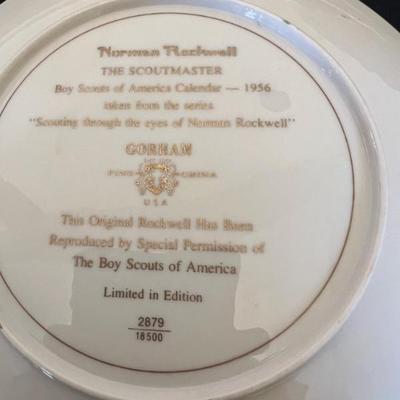 Norman Rockwell
THE SCOUTMASTER
Boy Scouts of America Calendar — 1956
taken from the series
"Scouting through the eyes of Norman Rockwell"
GORHAM
FINE CHINA
U.S.A
This Original Rockwell Has Been
Reproduced by Special Permission of
The Boy Scouts of America
Limited in Edition
2879
18500